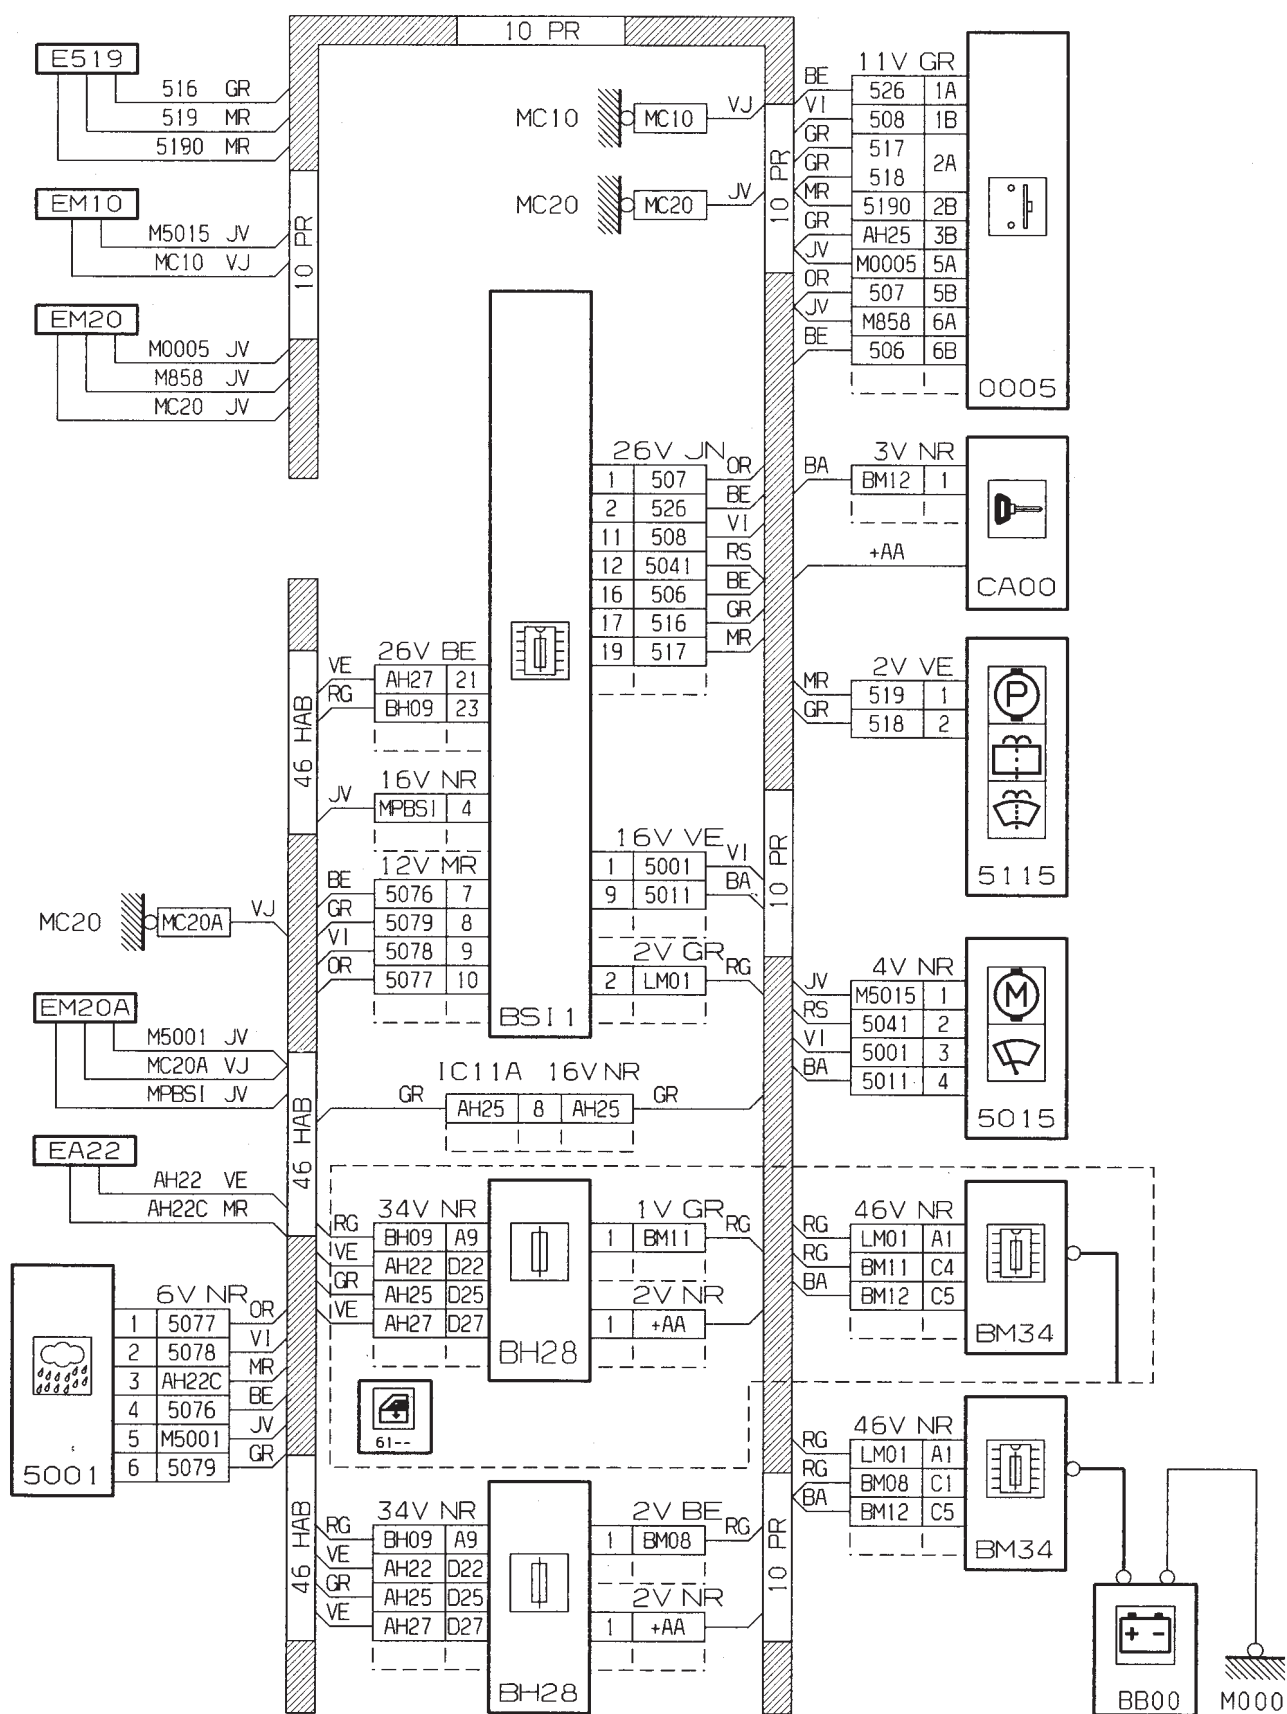 10 PR
E519
516 GR
519 MR
5190 MR
EM10
M5015 JV
MC10 VJ
10 PR
EM20
M0005 JV
M858 JV
MC20 JV
MC10 MC10 VJ
MC20 MC20 JV
10 PR
11V GR
BE 526 1A
VI 508 1B
GR 517 2A
GR 518
MR 5190 2B
GR AH25 3B
JV M0005 5A
OR 507 5B
JV M858 6A
BE 506 6B
0005
26V JN
1 507 OR
2 526 BE
11 508 VI
12 5041 RS
16 506 BE
17 516 GR
19 517 MR
3V NR
BA BM12 1
+AA
CA00
46 HAB
26V BE
VE AH27 21
RG BH09 23
16V NR
JV MPBSI 4
12V MR
BE 5076 7
GR 5079 8
VI 5078 9
OR 5077 10
BSI1
16V VE
1 5001 VI
9 5011 BA
2V GR
2 LM01 RG
10 PR
2V VE
MR 519 1
GR 518 2
P
5115
MC20 MC20A VJ
EM20A
M5001 JV
MC20A VJ
MPBSI JV
46 HAB
IC11A 16V NR
GR AH25 8 AH25 GR
4V NR
JV M5015 1
RS 5041 2
VI 5001 3
BA 5011 4
M
5015
EA22
AH22 VE
AH22C MR
34V NR
RG BH09 A9
VE AH22 D22
GR AH25 D25
VE AH27 D27
BH28
1V GR
1 BM11 RG
2V NR
1 +AA
46V NR
RG LM01 A1
RG BM11 C4
BA BM12 C5
BM34
61--
6V NR
1 5077 OR
2 5078 VI
3 AH22C MR
4 5076 BE
5 M5001 JV
6 5079 GR
5001
46 HAB
34V NR
RG BH09 A9
VE AH22 D22
GR AH25 D25
VE AH27 D27
BH28
2V BE
1 BM08 RG
2V NR
1 +AA
10 PR
46V NR
RG LM01 A1
RG BM08 C1
BA BM12 C5
BM34
+ -
BB00
M000